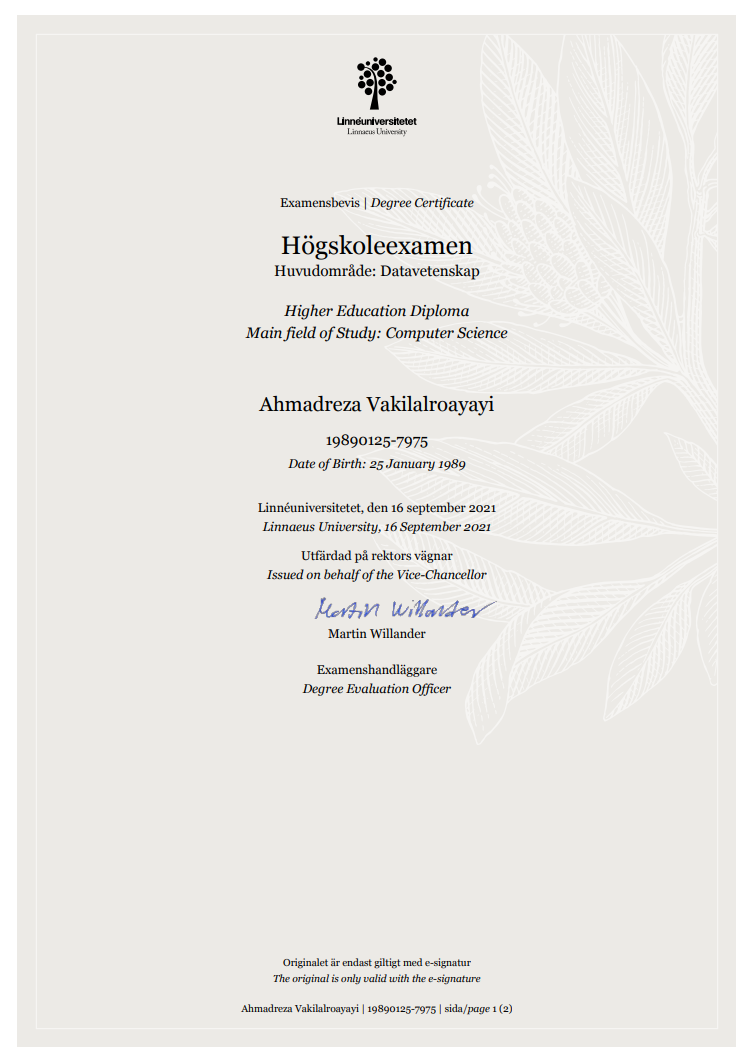 Linnéuniversitetet
Linnaeus University
Examensbevis | Degree Certificate
Högskoleexamen
Huvudområde: Datavetenskap
Higher Education Diploma
Main field of Study: Computer Science
Ahmadreza Vakilalroayayi
19890125-7975
Date of Birth: 25 January 1989
Linnéuniversitetet, den 16 september 2021
Linnaeus University, 16 September 2021
Utfärdad på rektors vägnar
Issued on behalf of the Vice-Chancellor
Martin Willander
Martin Willander
Examenshandläggare
Degree Evaluation Officer
Originalet är endast giltigt med e-signatur
The original is only valid with the e-signature
Ahmadreza Vakilalroayayi | 19890125-7975 | sida/page 1 (2)